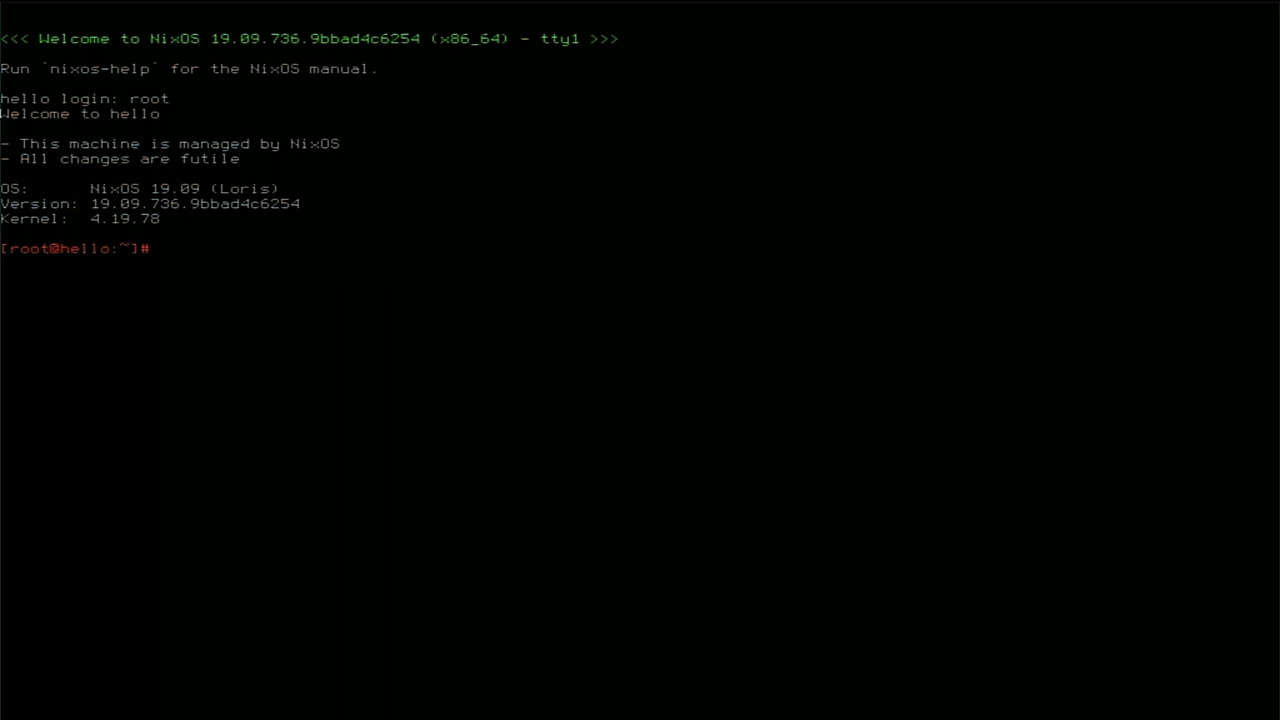 <<< Welcome to NixOS 19.09.736.9bbad4c6254 (x86_64) - tty1 >>>
Run `nixos-help` for the NixOS manual.
hello login: root
Welcome to hello
- This machine is managed by NixOS
- All changes are futile
OS:      NixOS 19.09 (Loris)
Version: 19.09.736.9bbad4c6254
Kernel:  4.19.78
[root@hello:~]#